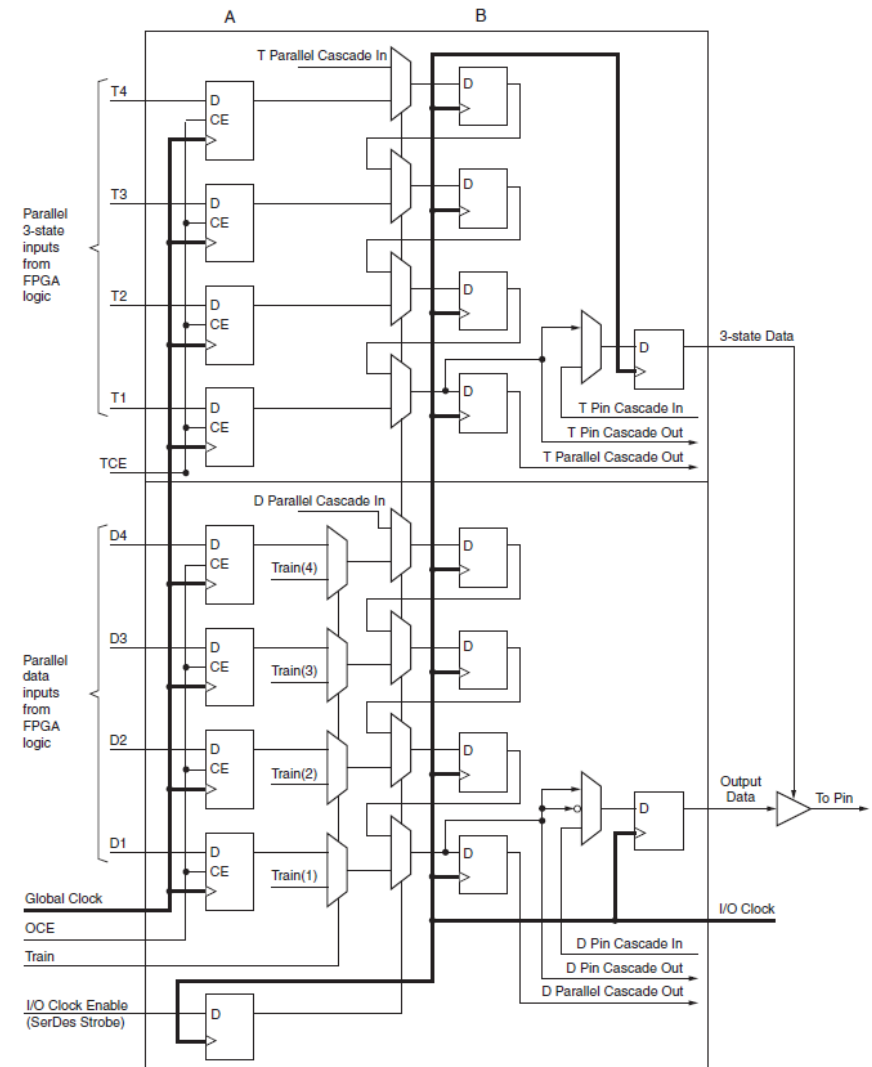 A
B
T Parallel Cascade In
T4
D
CE
D
T3
D
CE
D
Parallel
3-state
inputs
from
FPGA
logic
T2
D
CE
D
3-state Data
D
T1
D
CE
D
T Pin Cascade In
T Pin Cascade Out
T Parallel Cascade Out
TCE
D Parallel Cascade In
D4
D
CE
Train(4)
D
D3
D
CE
Train(3)
D
Parallel
data
inputs
from
FPGA
logic
D2
D
CE
Train(2)
D
Output
Data
To Pin
D
D1
D
CE
Train(1)
D
Global Clock
I/O Clock
OCE
D Pin Cascade In
Train
D Pin Cascade Out
D Parallel Cascade Out
I/O Clock Enable
(SerDes Strobe)
D